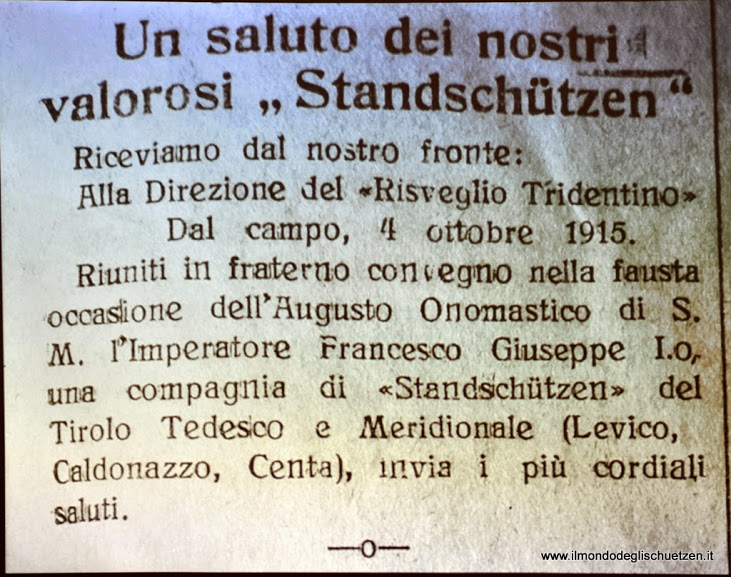 Un saluto dei nostri
valorosi „Standschützen“
Riceviamo dal nostro fronte:
Alla Direzione del «Risveglio Tridentino»
Dal campo, 4 ottobre 1915.
Riuniti in fraterno convegno nella fausta
occasione dell'Augusto Onomastico di S.
M. l'Imperatore Francesco Giuseppe I.o,
una compagnia di «Standschützen» del
Tirolo Tedesco e Meridionale (Levico,
Caldonazzo, Centa), invia i più cordiali
saluti.
—o—
www.ilmondodeglischuetzen.it